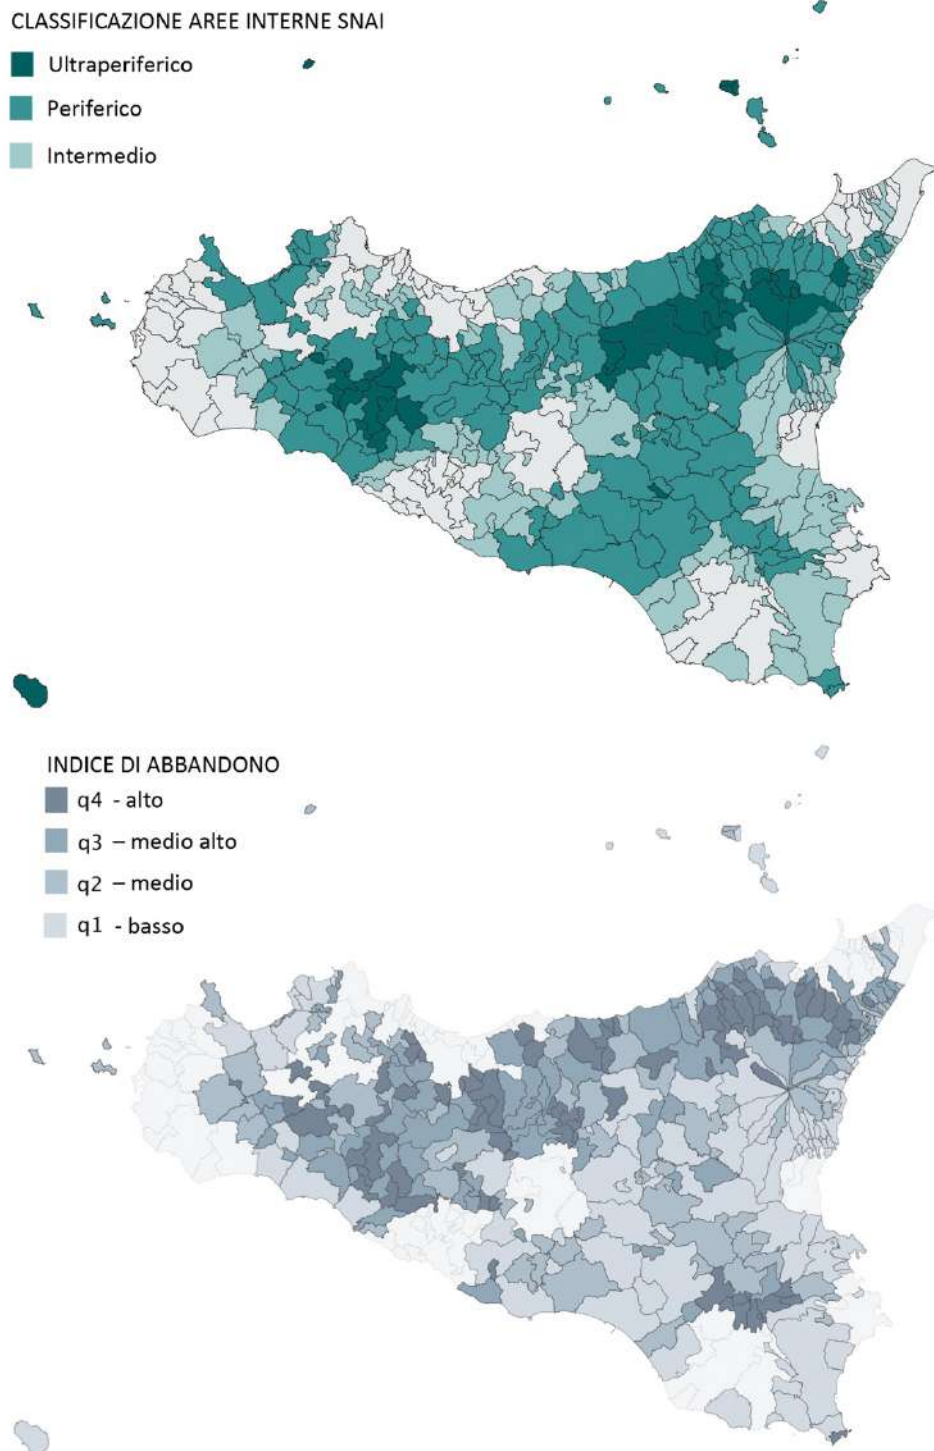 CLASSIFICAZIONE AREE INTERNE SNAI
Ultraperiferico
Periferico
Intermedio
INDICE DI ABBANDONO
q4 - alto
q3 – medio alto
q2 – medio
q1 - basso